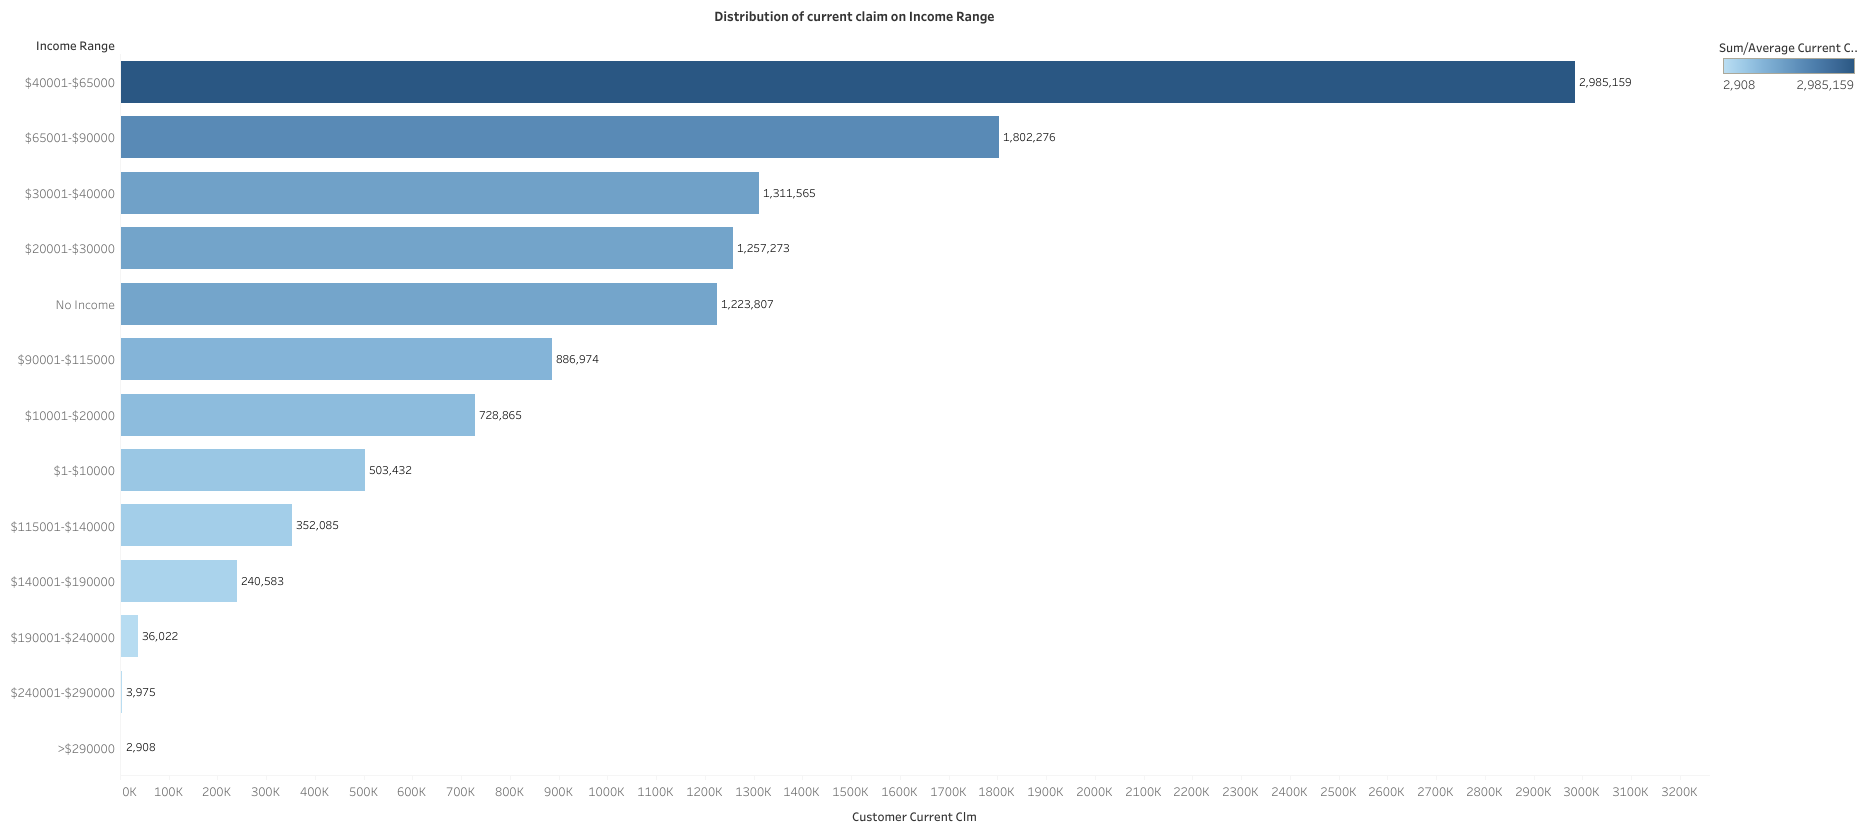 Distribution of current claim on Income Range
Income Range
Sum/Average Current C..
2,908 2,985,159
$40001-$65000 2,985,159
$65001-$90000 1,802,276
$30001-$40000 1,311,565
$20001-$30000 1,257,273
No Income 1,223,807
$90001-$115000 886,974
$10001-$20000 728,865
$1-$10000 503,432
$115001-$140000 352,085
$140001-$190000 240,583
$190001-$240000 36,022
$240001-$290000 3,975
>$290000 2,908
0K 100K 200K 300K 400K 500K 600K 700K 800K 900K 1000K 1100K 1200K 1300K 1400K 1500K 1600K 1700K 1800K 1900K 2000K 2100K 2200K 2300K 2400K 2500K 2600K 2700K 2800K 2900K 3000K 3100K 3200K
Customer Current Clm